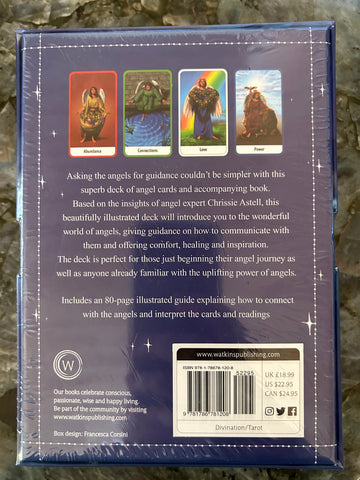 Abundance
Connections
Love
Power
Asking the angels for guidance couldn't be simpler with this
superb deck of angel cards and accompanying book.
Based on the insights of angel expert Chrissie Astell, this
beautifully illustrated deck will introduce you to the wonderful
world of angels, giving guidance on how to communicate with
them and offering comfort, healing and inspiration.
The deck is perfect for those just beginning their angel journey as
well as anyone already familiar with the uplifting power of angels.
Includes an 80-page illustrated guide explaining how to connect
with the angels and interpret the cards and readings
W
Our books celebrate conscious,
passionate, wise and happy living.
Be part of the community by visiting
www.watkinspublishing.com
Box design: Francesca Corsini
www.watkinspublishing.com
ISBN 978-1-78678-120-8
52295
9 781786 781208
UK £18.99
US $22.95
CAN $24.95
Divination/Tarot